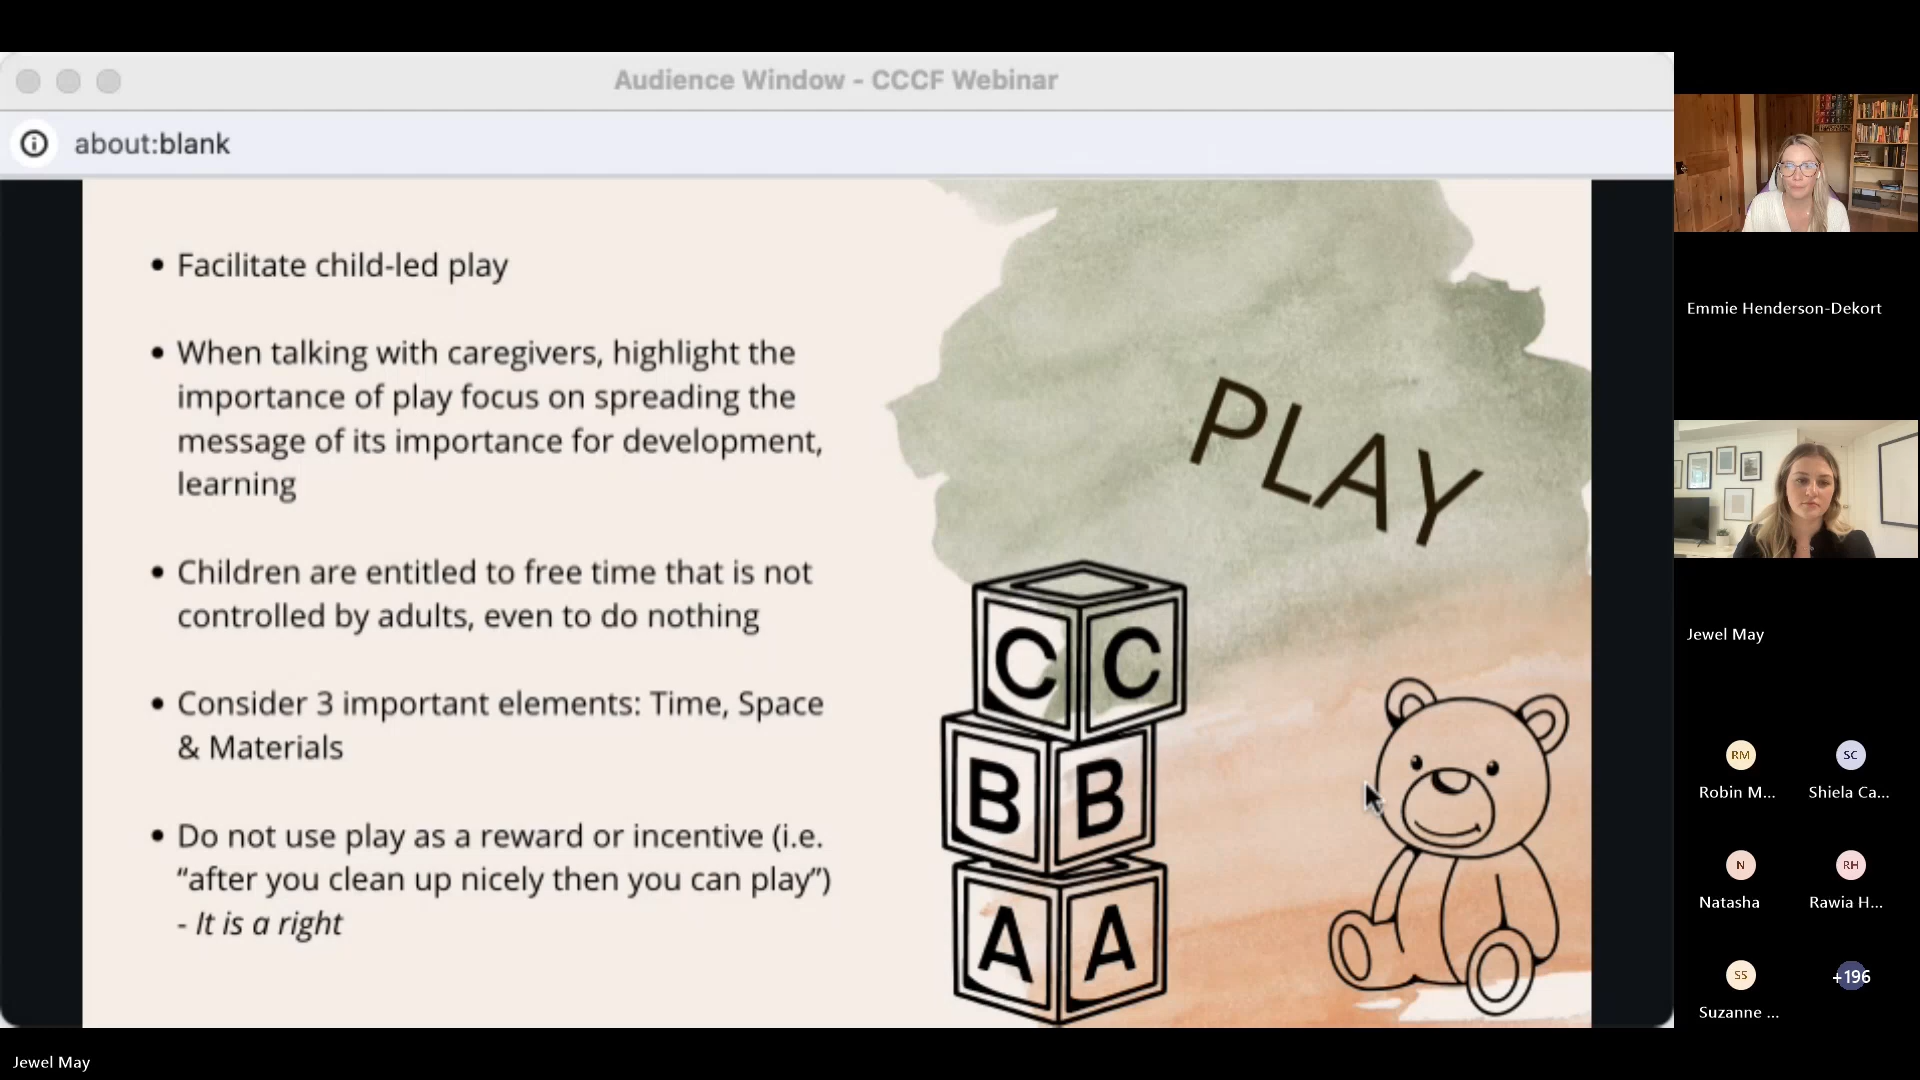 Audience Window - CCCF Webinar
about:blank
• Facilitate child-led play
• When talking with caregivers, highlight the
importance of play focus on spreading the
message of its importance for development,
learning
• Children are entitled to free time that is not
controlled by adults, even to do nothing
• Consider 3 important elements: Time, Space
& Materials
• Do not use play as a reward or incentive (i.e.
“after you clean up nicely then you can play”)
- It is a right
PLAY
C C
B B
A A
Emmie Henderson-Dekort
Jewel May
RM
SC
Robin M...
Shiela Ca...
N
RH
Natasha
Rawia H...
SS
+196
Suzanne ...
Jewel May